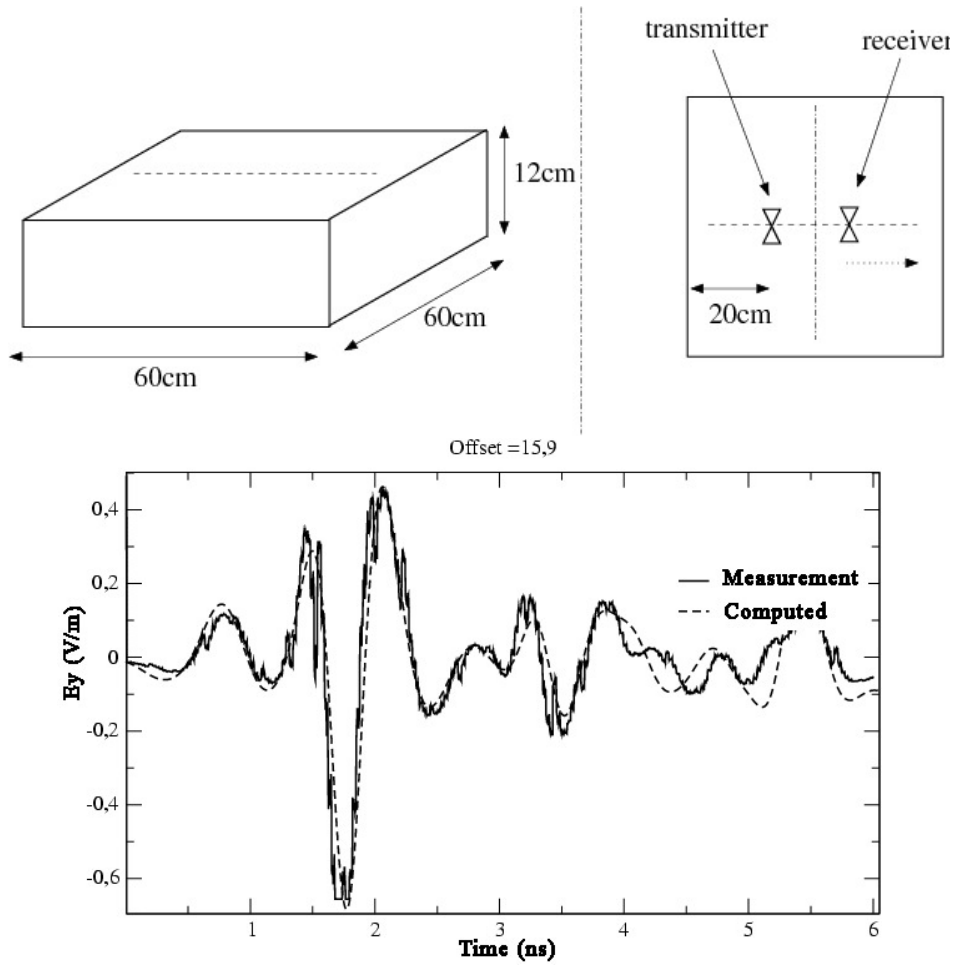 transmitter
receiver
12cm
60cm
60cm
20cm
Offset =15,9
0,4
0,2
0
-0,2
-0,4
-0,6
Ey (V/m)
Measurement
Computed
1 2 3 4 5 6
Time (ns)